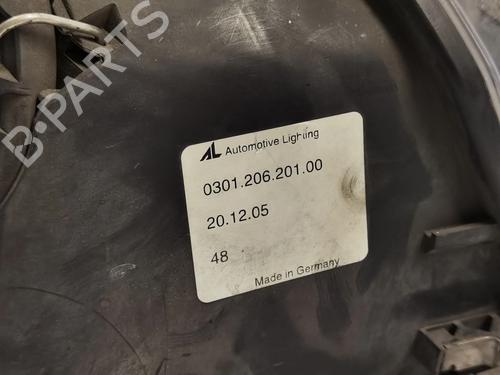 B-PARTS
AL Automotive Lighting
0301.206.201.00
20.12.05
48
Made in Germany